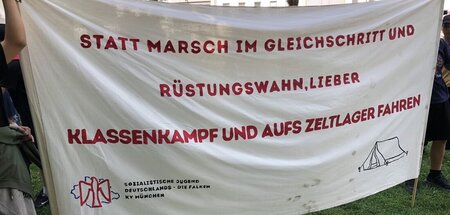 STATT MARSCH IM GLEICHSCHRITT UND
RÜSTUNGSWAHN, LIEBER
KLASSENKAMPF UND AUFS ZELTLAGER FAHREN
SOZIALISTISCHE JUGEND
DEUTSCHLANDS - DIE FALKEN
KV MÜNCHEN